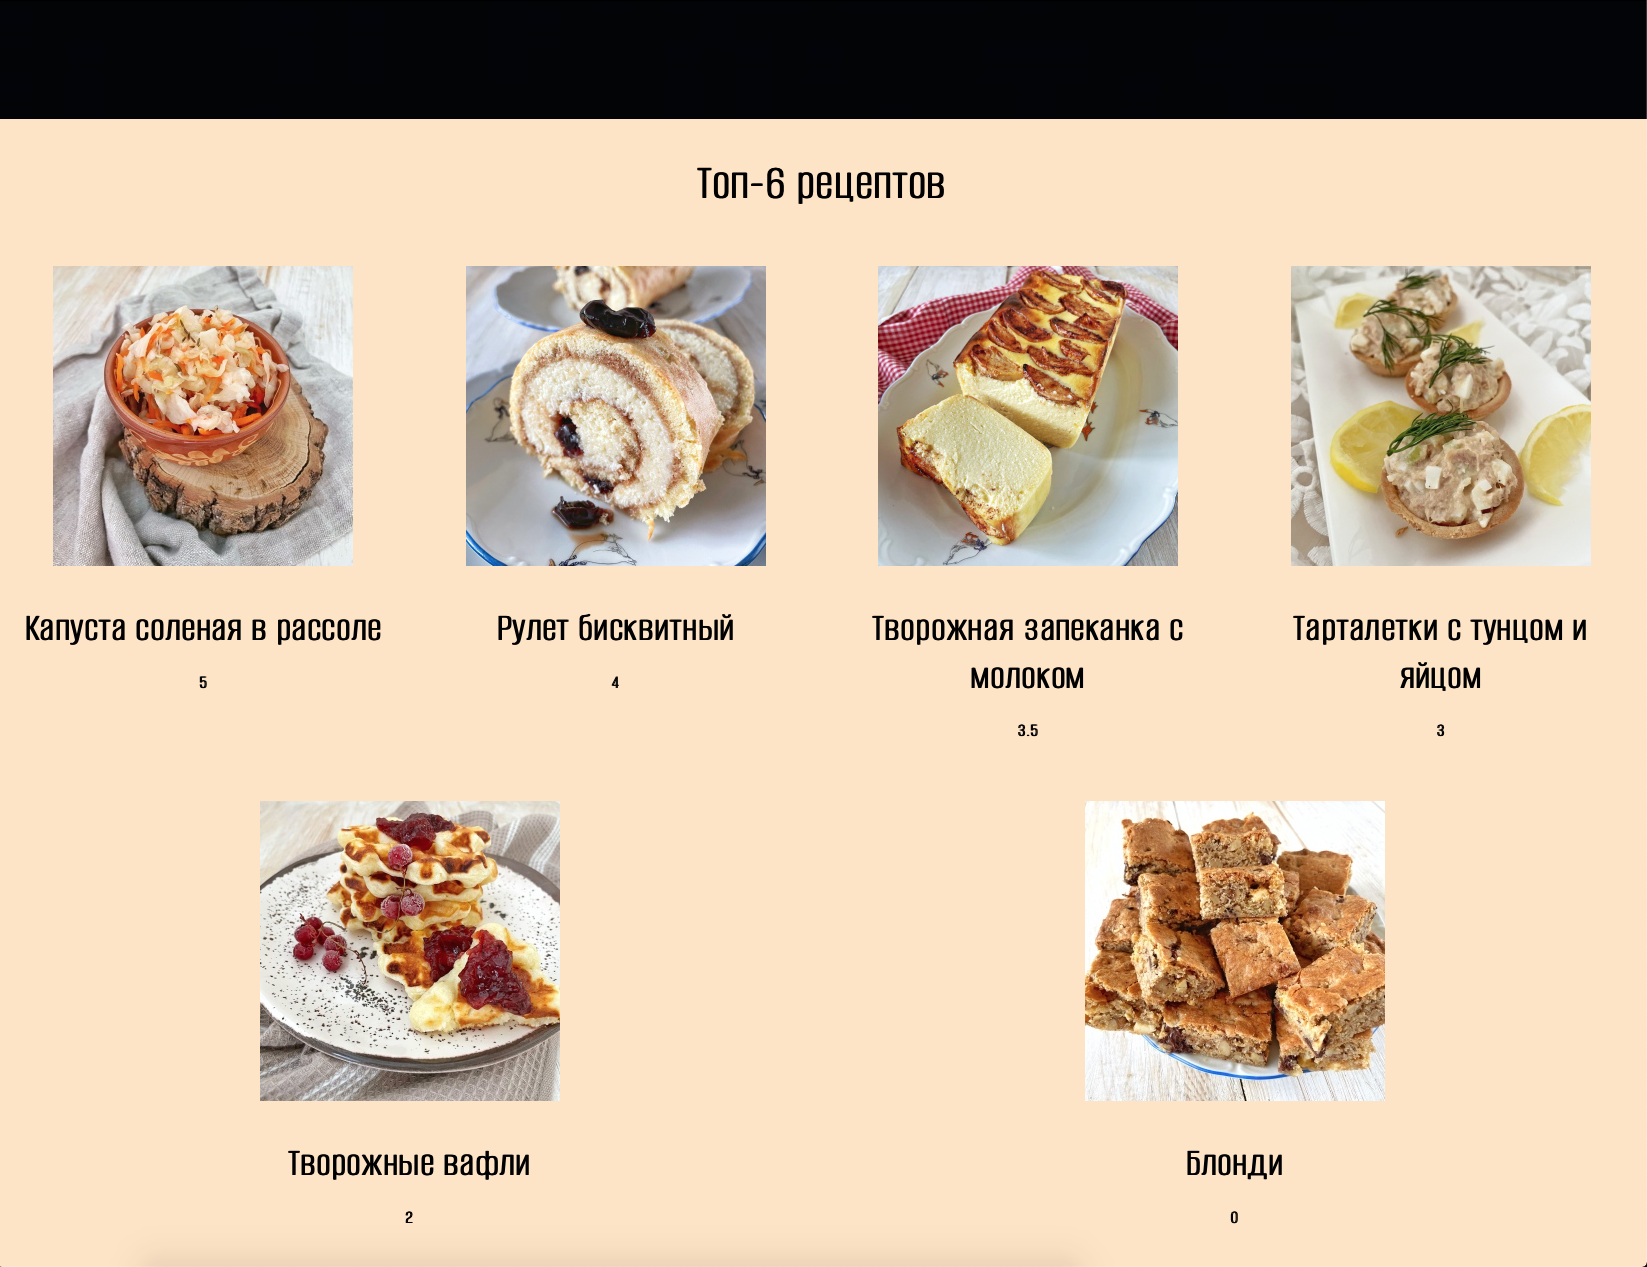 Топ-6 рецептов
Капуста соленая в рассоле
5
Рулет бисквитный
4
Творожная запеканка с
молоком
3.5
Тарталетки с тунцом и
яйцом
3
Творожные вафли
2
Блонди
0